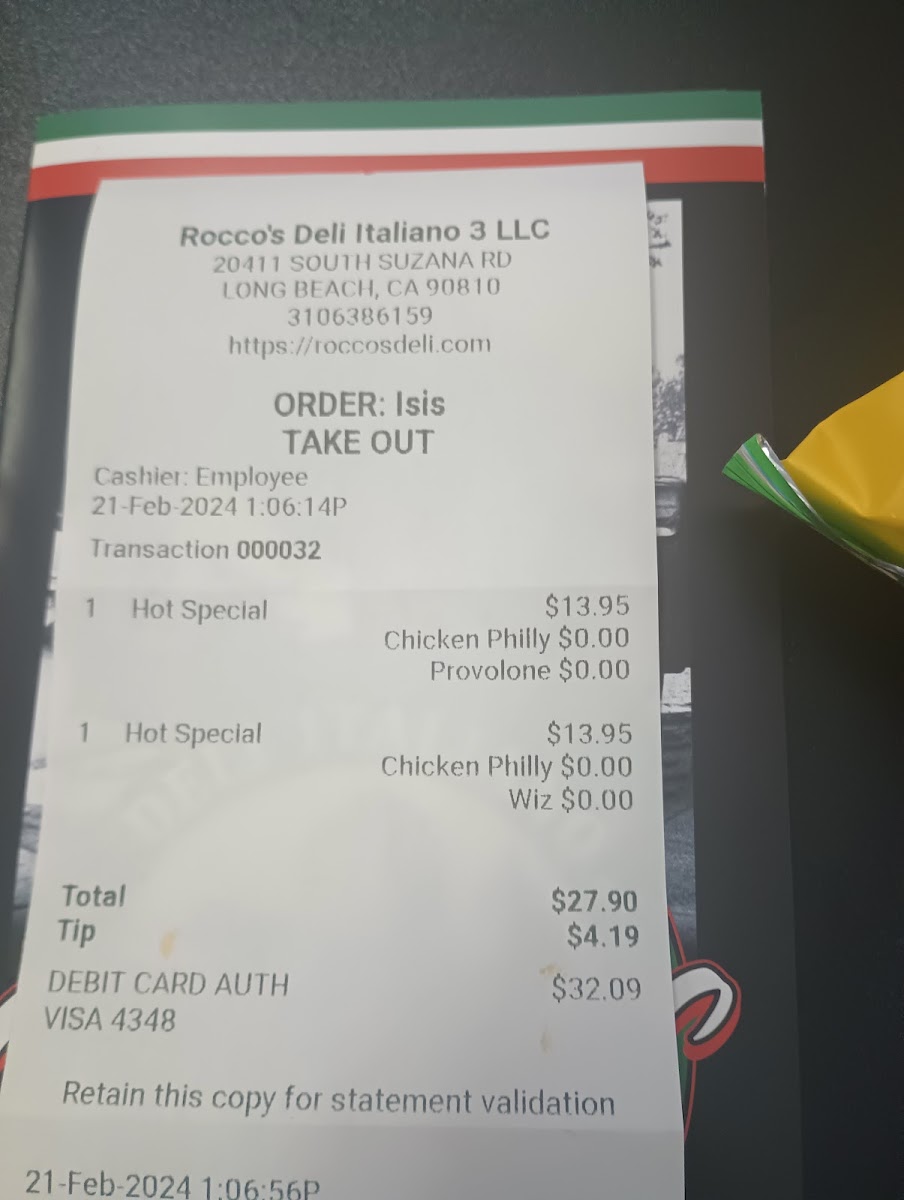 Rocco's Deli Italiano 3 LLC
20411 SOUTH SUZANA RD
LONG BEACH, CA 90810
3106386159
https://roccosdeli.com
ORDER: Isis
TAKE OUT
Cashier: Employee
21-Feb-2024 1:06:14P
Transaction 000032
1 Hot Special $13.95
Chicken Philly $0.00
Provolone $0.00
1 Hot Special $13.95
Chicken Philly $0.00
Wiz $0.00
Total $27.90
Tip $4.19
DEBIT CARD AUTH $32.09
VISA 4348
Retain this copy for statement validation
21-Feb-2024 1:06:56P